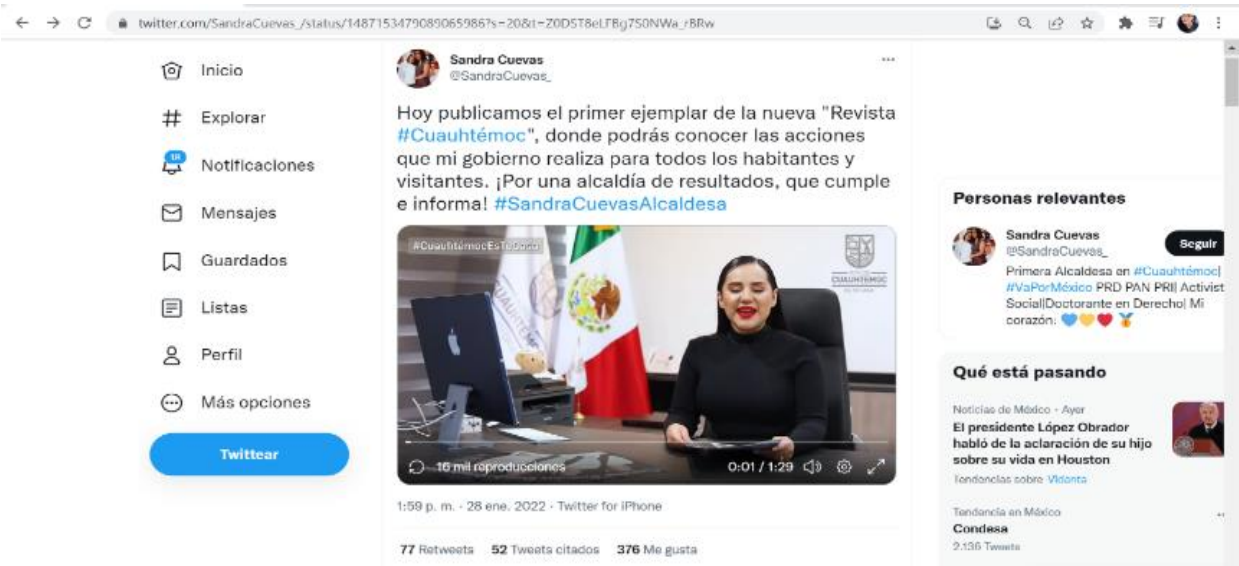 twitter.com/SandraCuevas_/status/1487153479089065986?s=20&t=Z0DST8eLFBg7S0NWa_rBRw
Inicio
Explorar
18
Notificaciones
Mensajes
Guardados
Listas
Perfil
Más opciones
Twittear
Sandra Cuevas
@SandraCuevas_
Hoy publicamos el primer ejemplar de la nueva "Revista
#Cuauhtémoc", donde podrás conocer las acciones
que mi gobierno realiza para todos los habitantes y
visitantes. ¡Por una alcaldía de resultados, que cumple
e informa! #SandraCuevasAlcaldesa
#CuauhtémocEsTuCasa
CUAUHTÉMOC
CUAUHTÉMOC
16 mil reproducciones
0:01 / 1:29
1:59 p. m. · 28 ene. 2022 · Twitter for iPhone
77 Retweets 52 Tweets citados 376 Me gusta
Personas relevantes
Sandra Cuevas
@SandraCuevas_
Seguir
Primera Alcaldesa en #Cuauhtémoc|
#VaPorMéxico PRD PAN PRI| Activist
Social|Doctorante en Derecho| Mi
corazón: 💙💛❤️ 🏅
Qué está pasando
Noticias de México · Ayer
El presidente López Obrador
habló de la aclaración de su hijo
sobre su vida en Houston
Tendencias sobre Vidanta
Tendencia en México
Condesa
2.136 Tweets